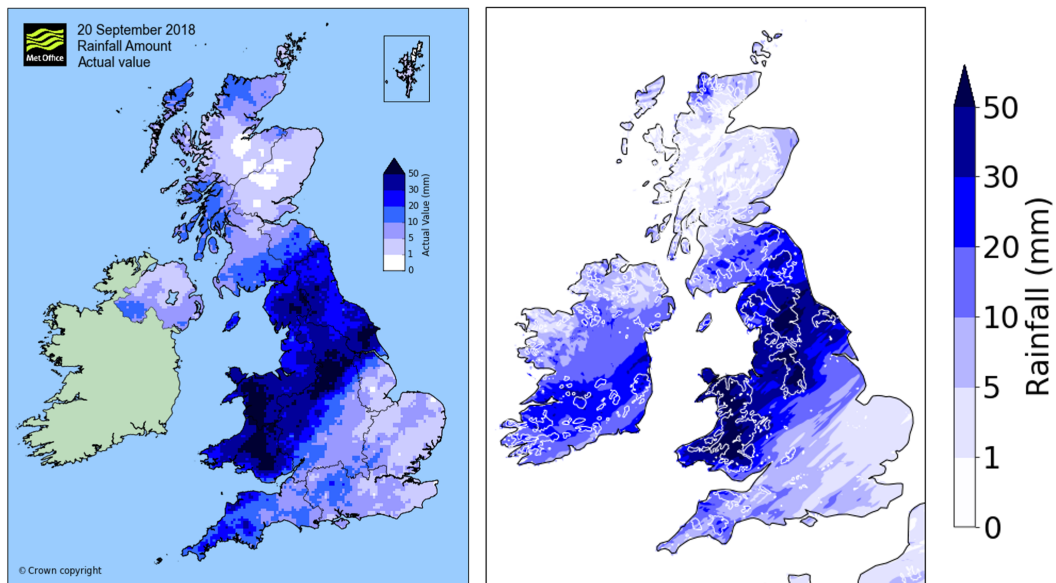 20 September 2018
Rainfall Amount
Actual value
Met Office
50
30
20
10
5
1
0
Actual Value (mm)
© Crown copyright
50
30
20
10
5
1
0
Rainfall (mm)